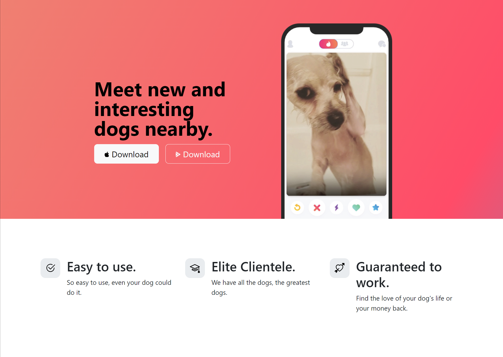 Meet new and
interesting
dogs nearby.
Download
Download
Easy to use.
So easy to use, even your dog could
do it.
Elite Clientele.
We have all the dogs, the greatest
dogs.
Guaranteed to
work.
Find the love of your dog's life or
your money back.